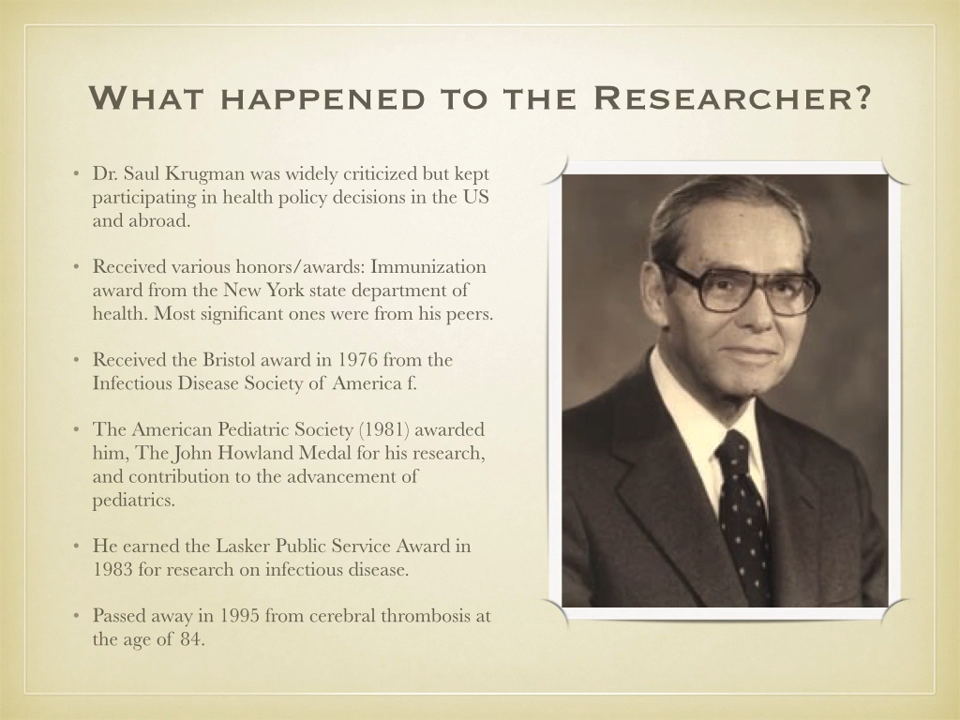 What happened to the Researcher?
• Dr. Saul Krugman was widely criticized but kept
participating in health policy decisions in the US
and abroad.
• Received various honors/awards: Immunization
award from the New York state department of
health. Most significant ones were from his peers.
• Received the Bristol award in 1976 from the
Infectious Disease Society of America f.
• The American Pediatric Society (1981) awarded
him, The John Howland Medal for his research,
and contribution to the advancement of
pediatrics.
• He earned the Lasker Public Service Award in
1983 for research on infectious disease.
• Passed away in 1995 from cerebral thrombosis at
the age of 84.